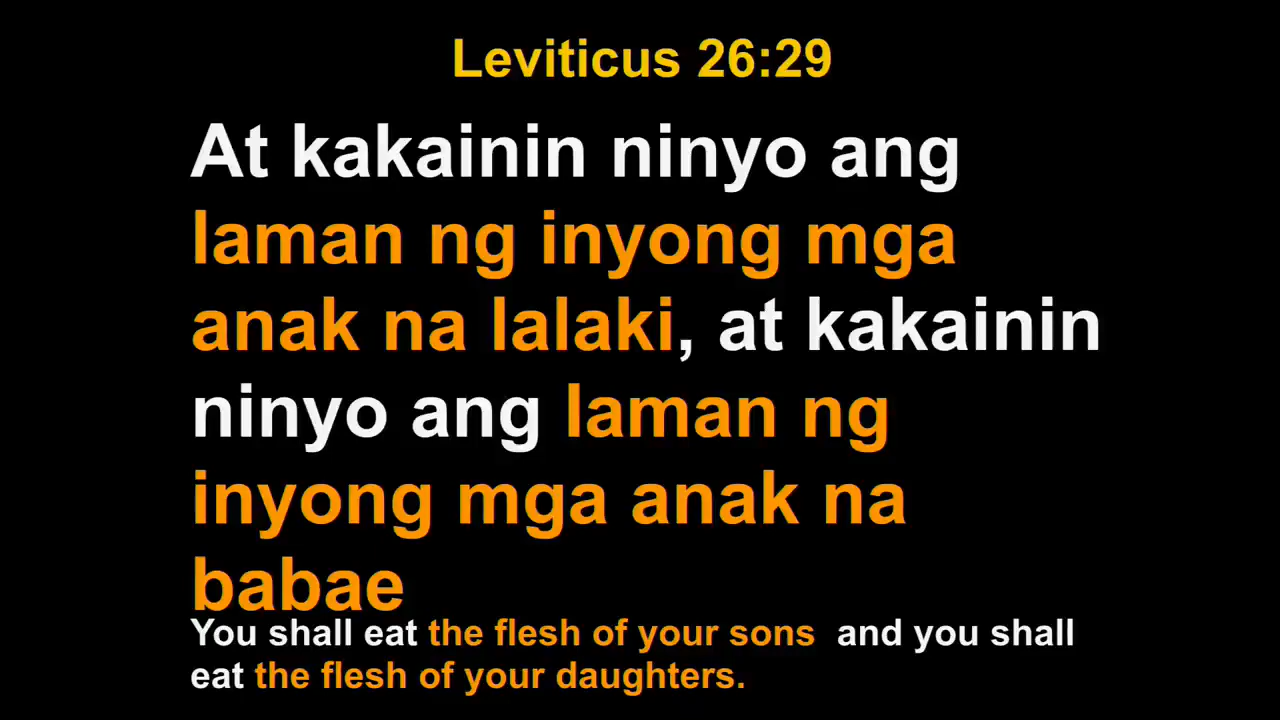 Leviticus 26:29
At kakainin ninyo ang
laman ng inyong mga
anak na lalaki, at kakainin
ninyo ang laman ng
inyong mga anak na
babae
You shall eat the flesh of your sons and you shall
eat the flesh of your daughters.